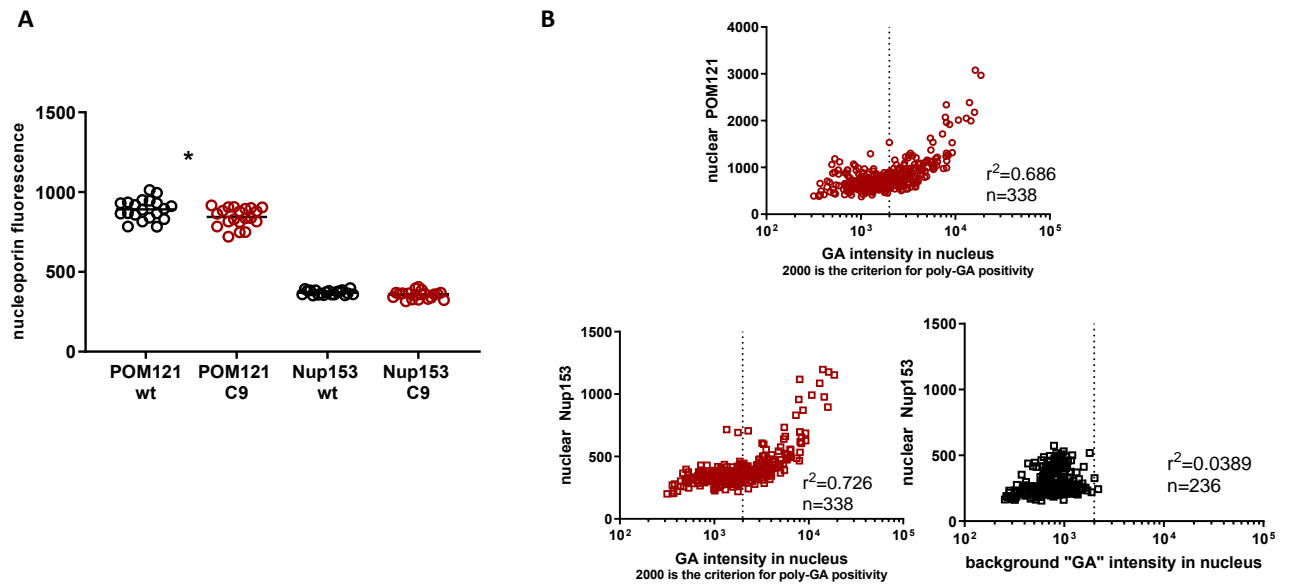 A
nucleoporin fluorescence
1500
1000
500
0
*
POM121
wt
POM121
C9
Nup153
wt
Nup153
C9
B
nuclear POM121
4000
3000
2000
1000
0
r²=0.686
n=338
10² 10³ 10⁴ 10⁵
GA intensity in nucleus
2000 is the criterion for poly-GA positivity
nuclear Nup153
1500
1000
500
0
r²=0.726
n=338
10² 10³ 10⁴ 10⁵
GA intensity in nucleus
2000 is the criterion for poly-GA positivity
nuclear Nup153
1500
1000
500
0
r²=0.0389
n=236
10² 10³ 10⁴ 10⁵
background "GA" intensity in nucleus